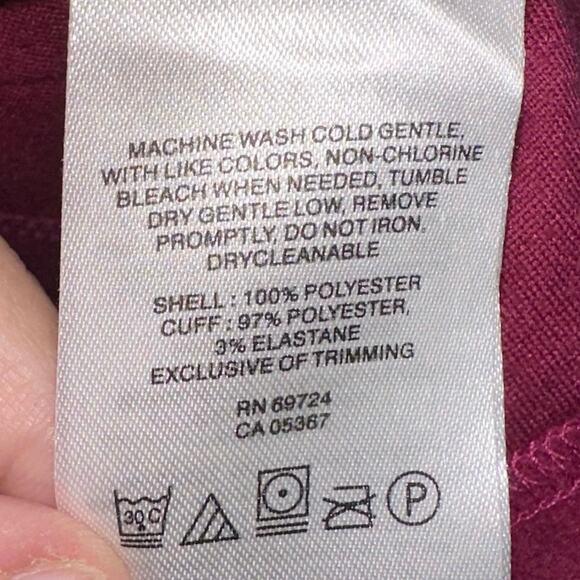 MACHINE WASH COLD GENTLE,
WITH LIKE COLORS, NON-CHLORINE
BLEACH WHEN NEEDED, TUMBLE
DRY GENTLE LOW, REMOVE
PROMPTLY, DO NOT IRON.
DRYCLEANABLE
SHELL : 100% POLYESTER
CUFF : 97% POLYESTER,
3% ELASTANE
EXCLUSIVE OF TRIMMING
RN 69724
CA 05367
30 C P